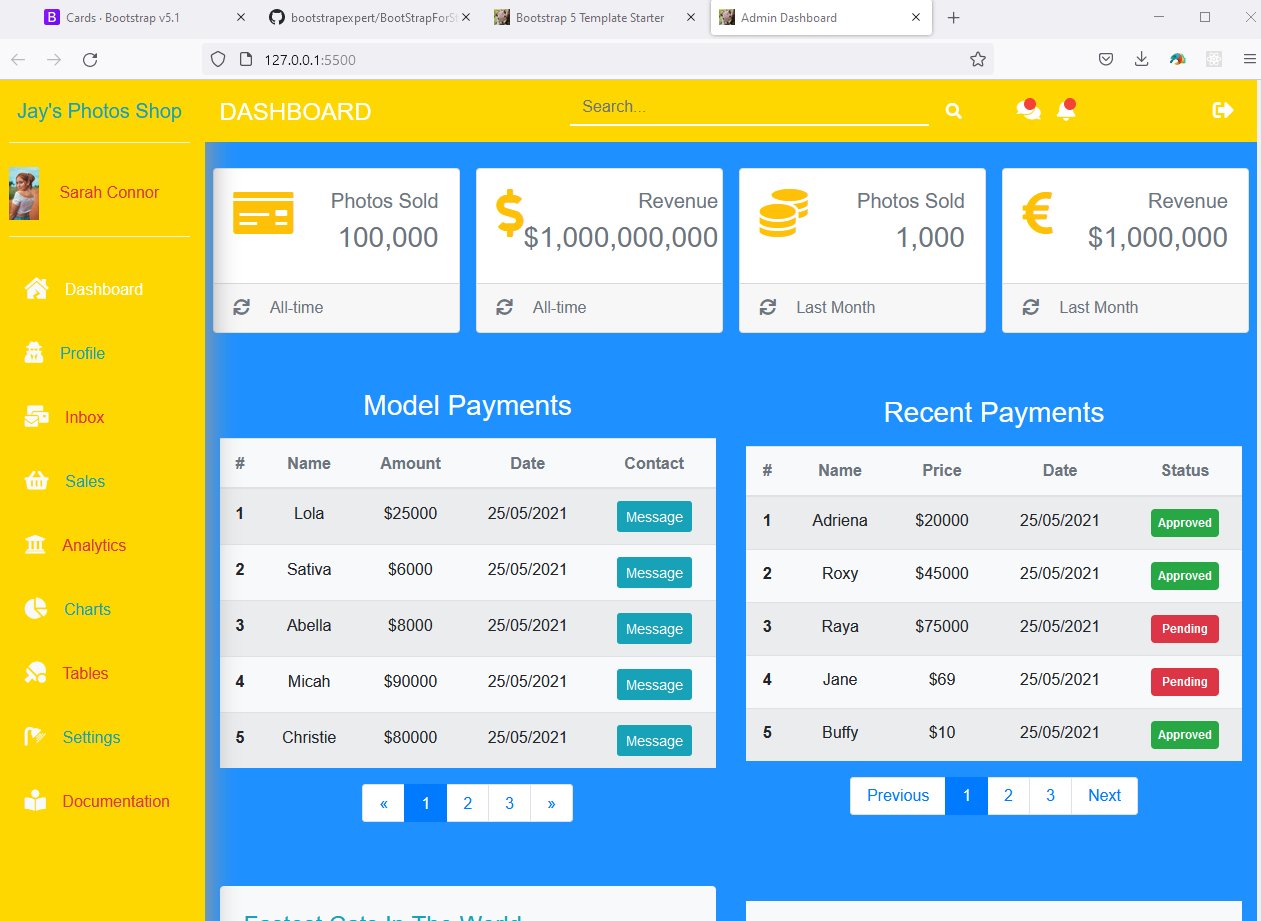 Cards · Bootstrap v5.1
bootstrapexpert/BootStrapForS
Bootstrap 5 Template Starter
Admin Dashboard
127.0.0.1:5500
Jay's Photos Shop
DASHBOARD
Search...
Sarah Connor
Dashboard
Profile
Inbox
Sales
Analytics
Charts
Tables
Settings
Documentation
Photos Sold
100,000
All-time
Revenue
$1,000,000,000
All-time
Photos Sold
1,000
Last Month
Revenue
$1,000,000
Last Month
Model Payments
# Name Amount Date Contact
1 Lola $25000 25/05/2021 Message
2 Sativa $6000 25/05/2021 Message
3 Abella $8000 25/05/2021 Message
4 Micah $90000 25/05/2021 Message
5 Christie $80000 25/05/2021 Message
« 1 2 3 »
Recent Payments
# Name Price Date Status
1 Adriena $20000 25/05/2021 Approved
2 Roxy $45000 25/05/2021 Approved
3 Raya $75000 25/05/2021 Pending
4 Jane $69 25/05/2021 Pending
5 Buffy $10 25/05/2021 Approved
Previous 1 2 3 Next
Fastest Cats In The World